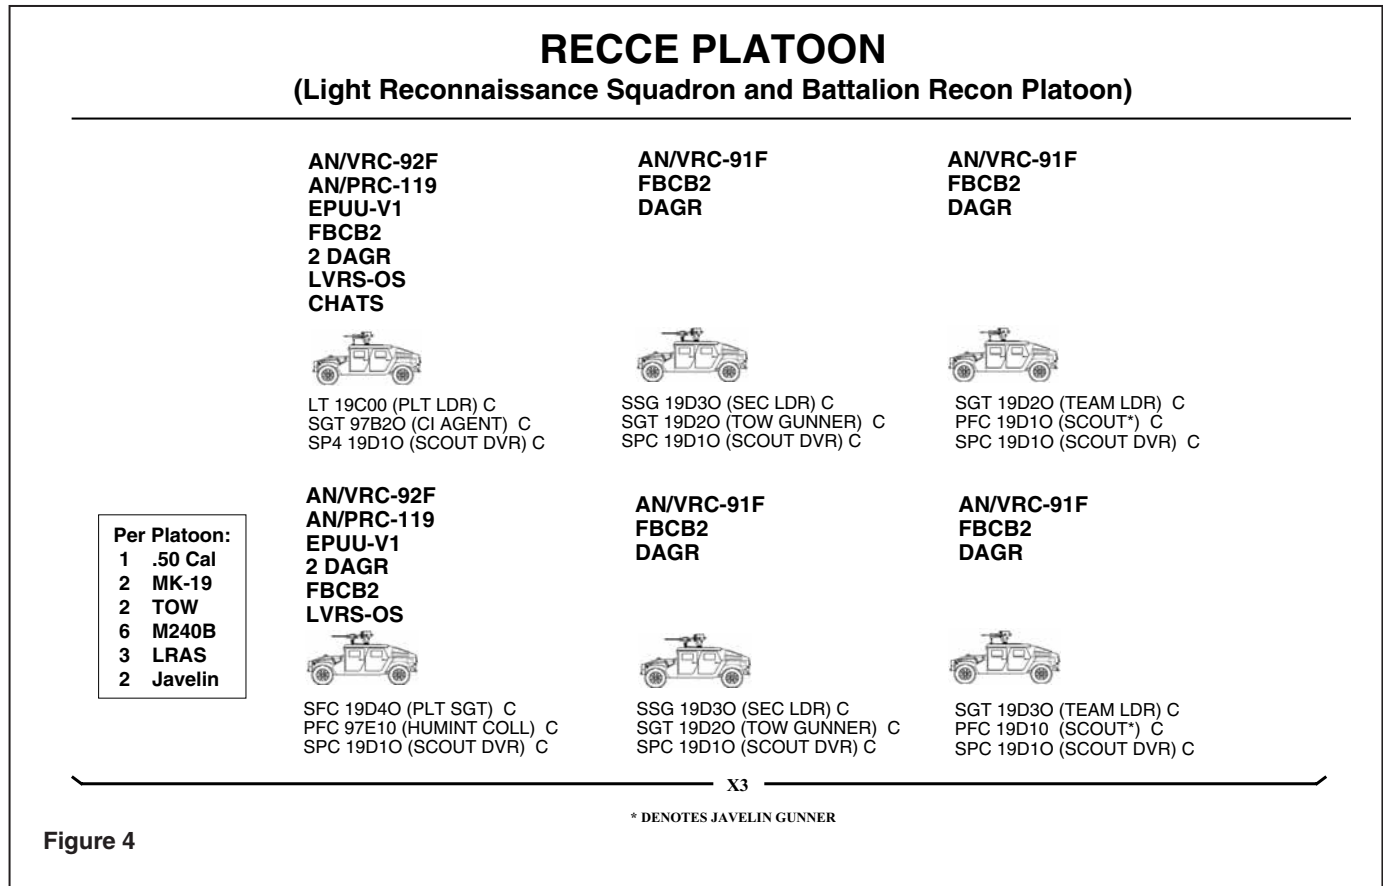 RECCE PLATOON
(Light Reconnaissance Squadron and Battalion Recon Platoon)
AN/VRC-92F
AN/PRC-119
EPUU-V1
FBCB2
2 DAGR
LVRS-OS
CHATS
LT 19C00 (PLT LDR) C
SGT 97B2O (CI AGENT) C
SP4 19D1O (SCOUT DVR) C
AN/VRC-91F
FBCB2
DAGR
SSG 19D3O (SEC LDR) C
SGT 19D2O (TOW GUNNER) C
SPC 19D1O (SCOUT DVR) C
AN/VRC-91F
FBCB2
DAGR
SGT 19D2O (TEAM LDR) C
PFC 19D1O (SCOUT*) C
SPC 19D1O (SCOUT DVR) C
Per Platoon:
1 .50 Cal
2 MK-19
2 TOW
6 M240B
3 LRAS
2 Javelin
AN/VRC-92F
AN/PRC-119
EPUU-V1
2 DAGR
FBCB2
LVRS-OS
SFC 19D4O (PLT SGT) C
PFC 97E10 (HUMINT COLL) C
SPC 19D1O (SCOUT DVR) C
AN/VRC-91F
FBCB2
DAGR
SSG 19D3O (SEC LDR) C
SGT 19D2O (TOW GUNNER) C
SPC 19D1O (SCOUT DVR) C
AN/VRC-91F
FBCB2
DAGR
SGT 19D3O (TEAM LDR) C
PFC 19D10 (SCOUT*) C
SPC 19D1O (SCOUT DVR) C
X3
* DENOTES JAVELIN GUNNER
Figure 4